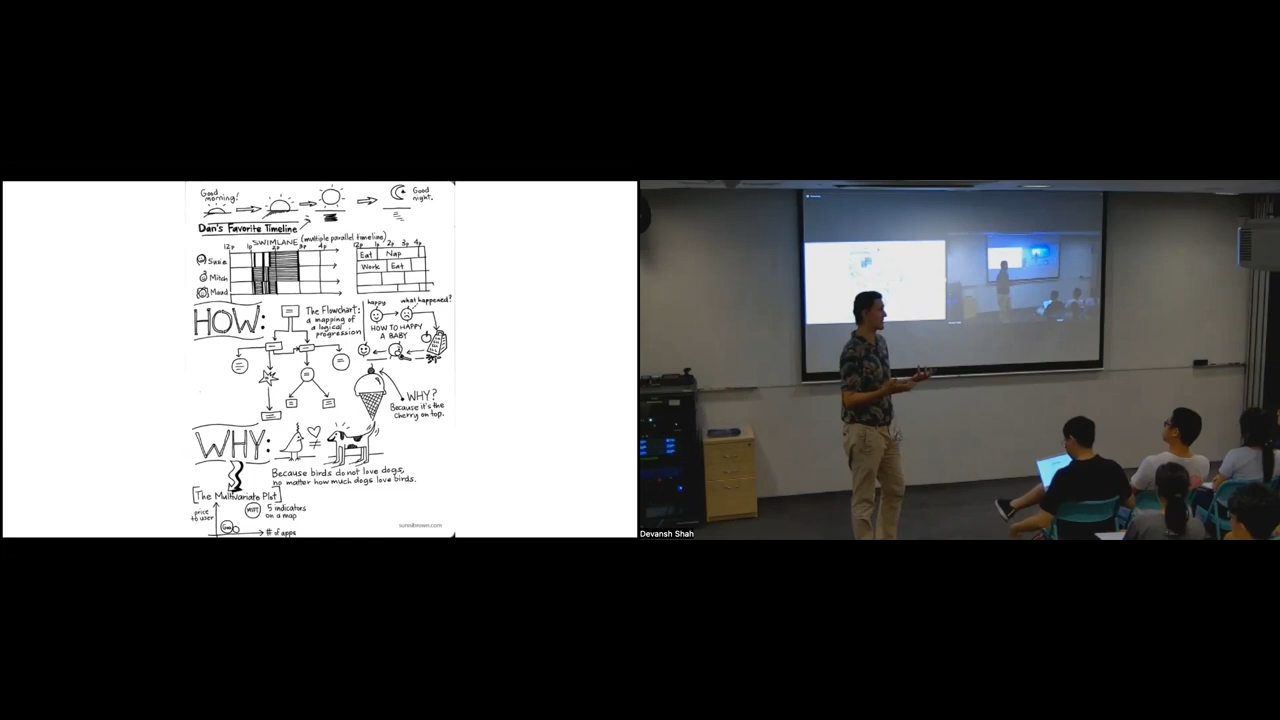 Good
morning!
Good
night.
Dan's Favorite Timeline
SWIMLANE (multiple parallel timeline)
12p 1p 2p 3p 4p
12p 1p 2p 3p 4p
Susie
Mitch
Maud
Eat Nap
Work Eat
HOW:
The Flowchart:
a mapping of
a logical
progression
happy
what happened?
HOW TO HAPPY
A BABY
WHY?
Because it's the
cherry on top.
WHY:
Because birds do not love dogs,
no matter how much dogs love birds.
The Multivariate Plot
price
to user
MSFT
5 indicators
on a map
# of apps
sunnibrown.com
Devansh Shah